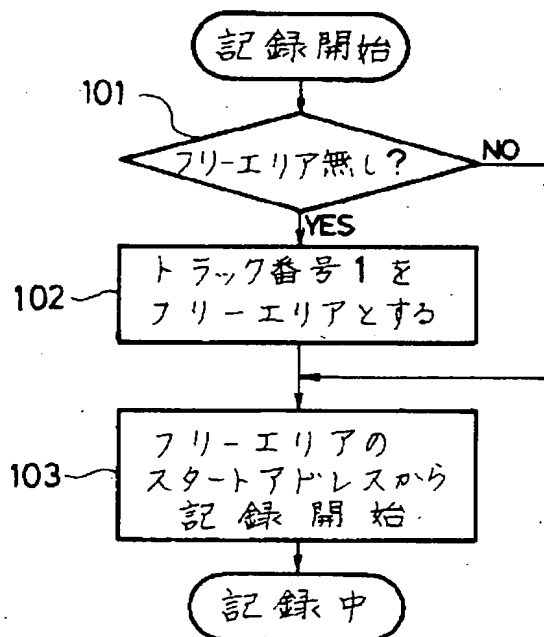 記録開始
101
フリーエリア無し?
NO
YES
102
トラック番号1を
フリーエリアとする
103
フリーエリアの
スタートアドレスから
記録開始
記録中